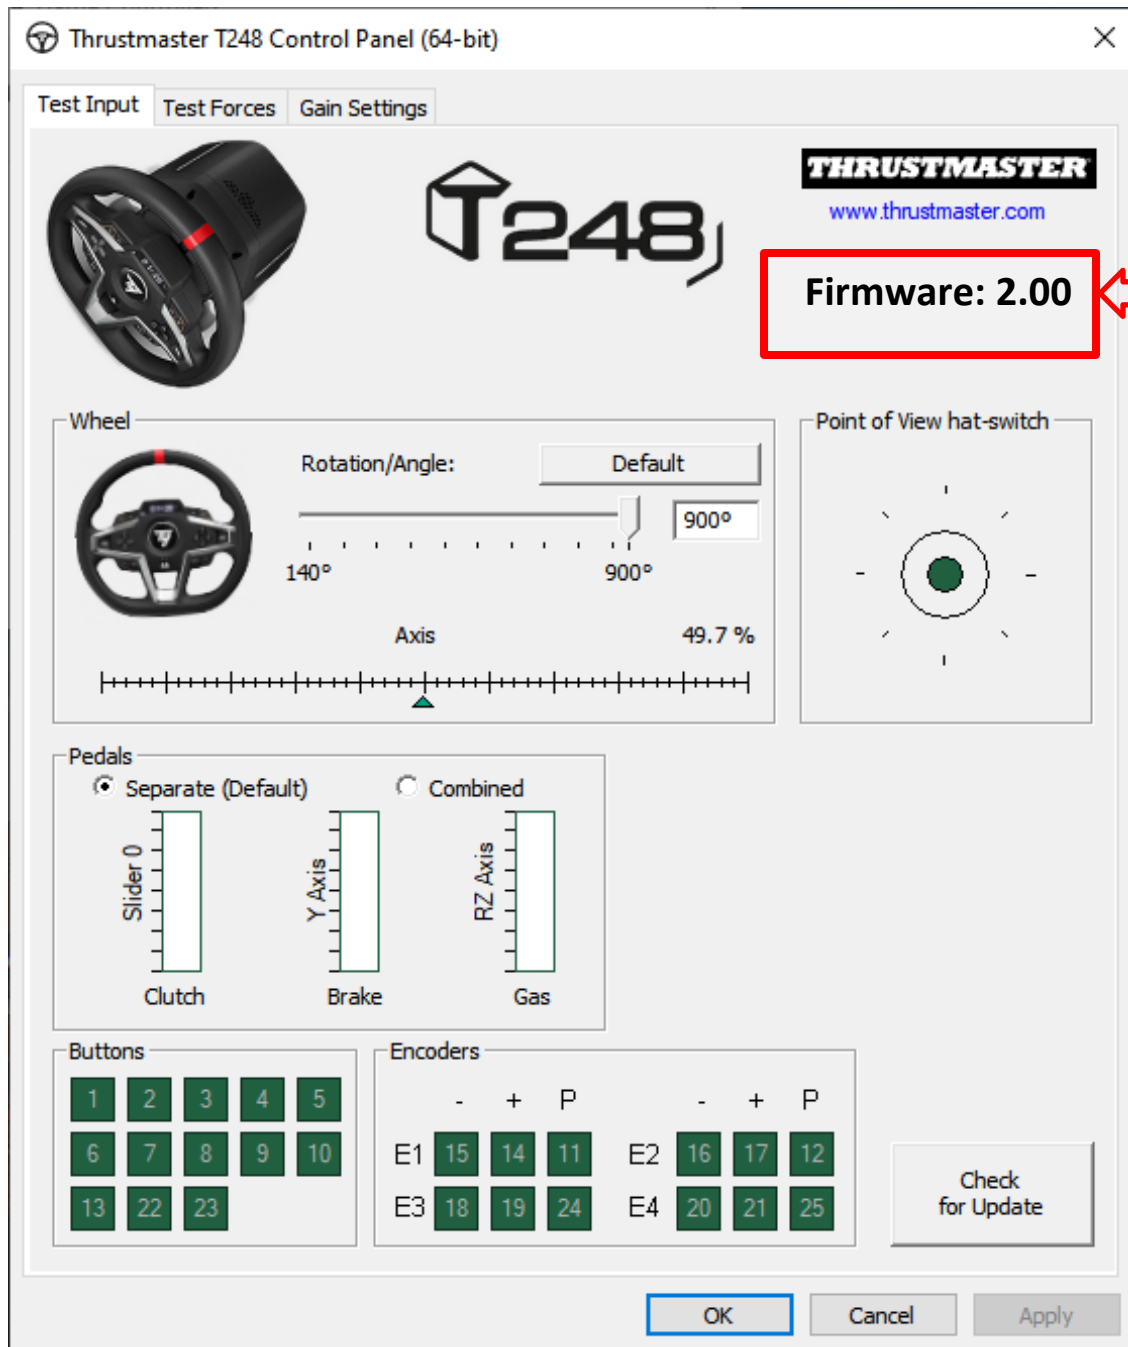 Thrustmaster T248 Control Panel (64-bit)
Test Input Test Forces Gain Settings
T248
THRUSTMASTER
www.thrustmaster.com
Firmware: 2.00
Wheel
Rotation/Angle: Default
900°
140° 900°
Axis 49.7 %
Point of View hat-switch
Pedals
Separate (Default) Combined
Slider 0
Y Axis
RZ Axis
Clutch Brake Gas
Buttons
1 2 3 4 5
6 7 8 9 10
13 22 23
Encoders
- + P - + P
E1 15 14 11 E2 16 17 12
E3 18 19 24 E4 20 21 25
Check
for Update
OK Cancel Apply